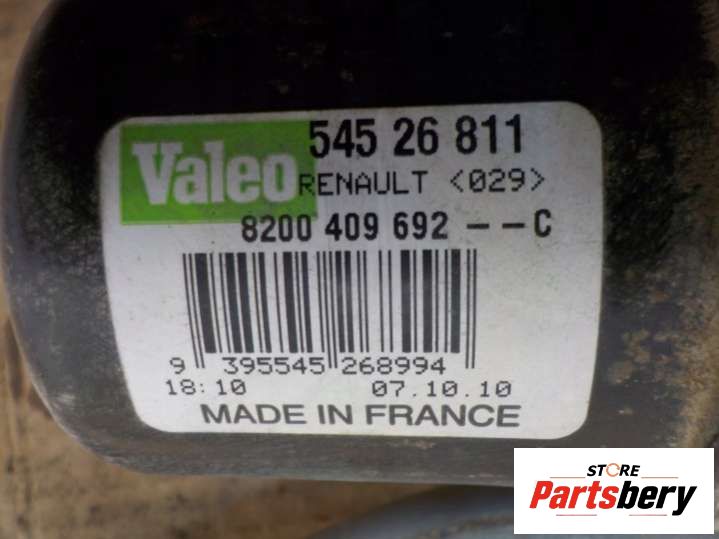 Valeo 545 26 811
RENAULT <029>
8200 409 692 --C
9 395545 268994
18:10 07.10.10
MADE IN FRANCE
STORE
Partsbery